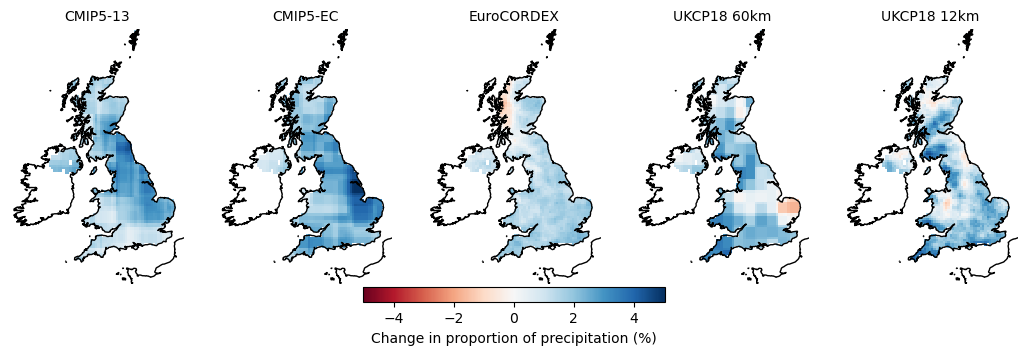 CMIP5-13
CMIP5-EC
EuroCORDEX
UKCP18 60km
UKCP18 12km
−4 −2 0 2 4
Change in proportion of precipitation (%)